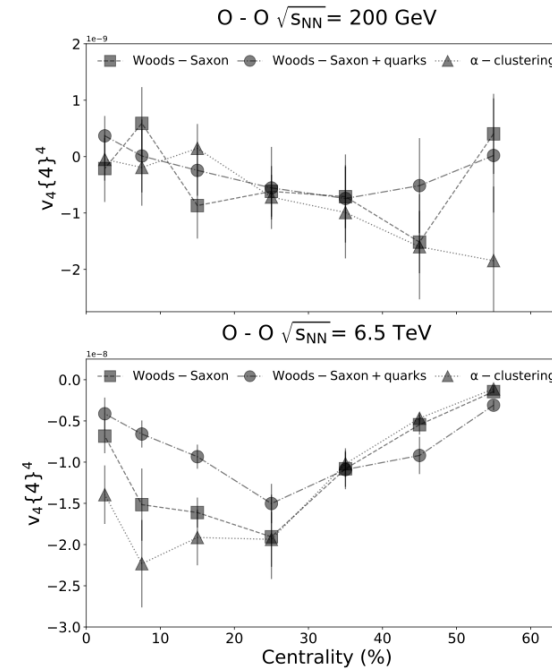 O - O √sNN = 200 GeV
1e−9
Woods − Saxon Woods − Saxon + quarks α − clustering
2
1
0
−1
−2
v4{4}4
O - O √sNN = 6.5 TeV
1e−8
Woods − Saxon Woods − Saxon + quarks α − clustering
0.0
−0.5
−1.0
−1.5
−2.0
−2.5
−3.0
v4{4}4
0 10 20 30 40 50 60
Centrality (%)